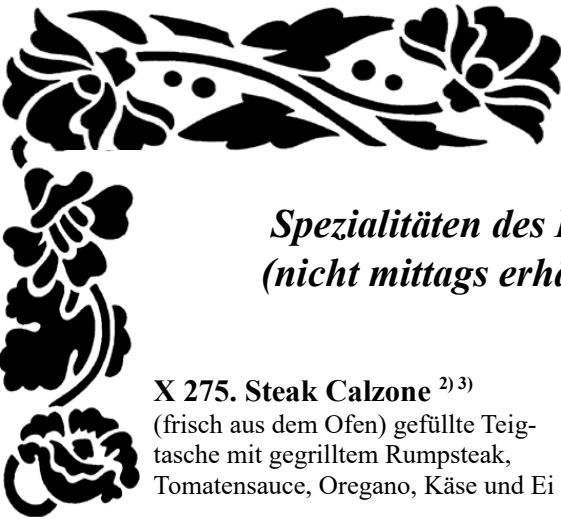 Spezialitäten des
(nicht mittags
X 275. Steak Calzone 2) 3)
(frisch aus dem Ofen) gefüllte Teig-
tasche mit gegrilltem Rumpsteak,
Tomatensauce, Oregano, Käse und Ei